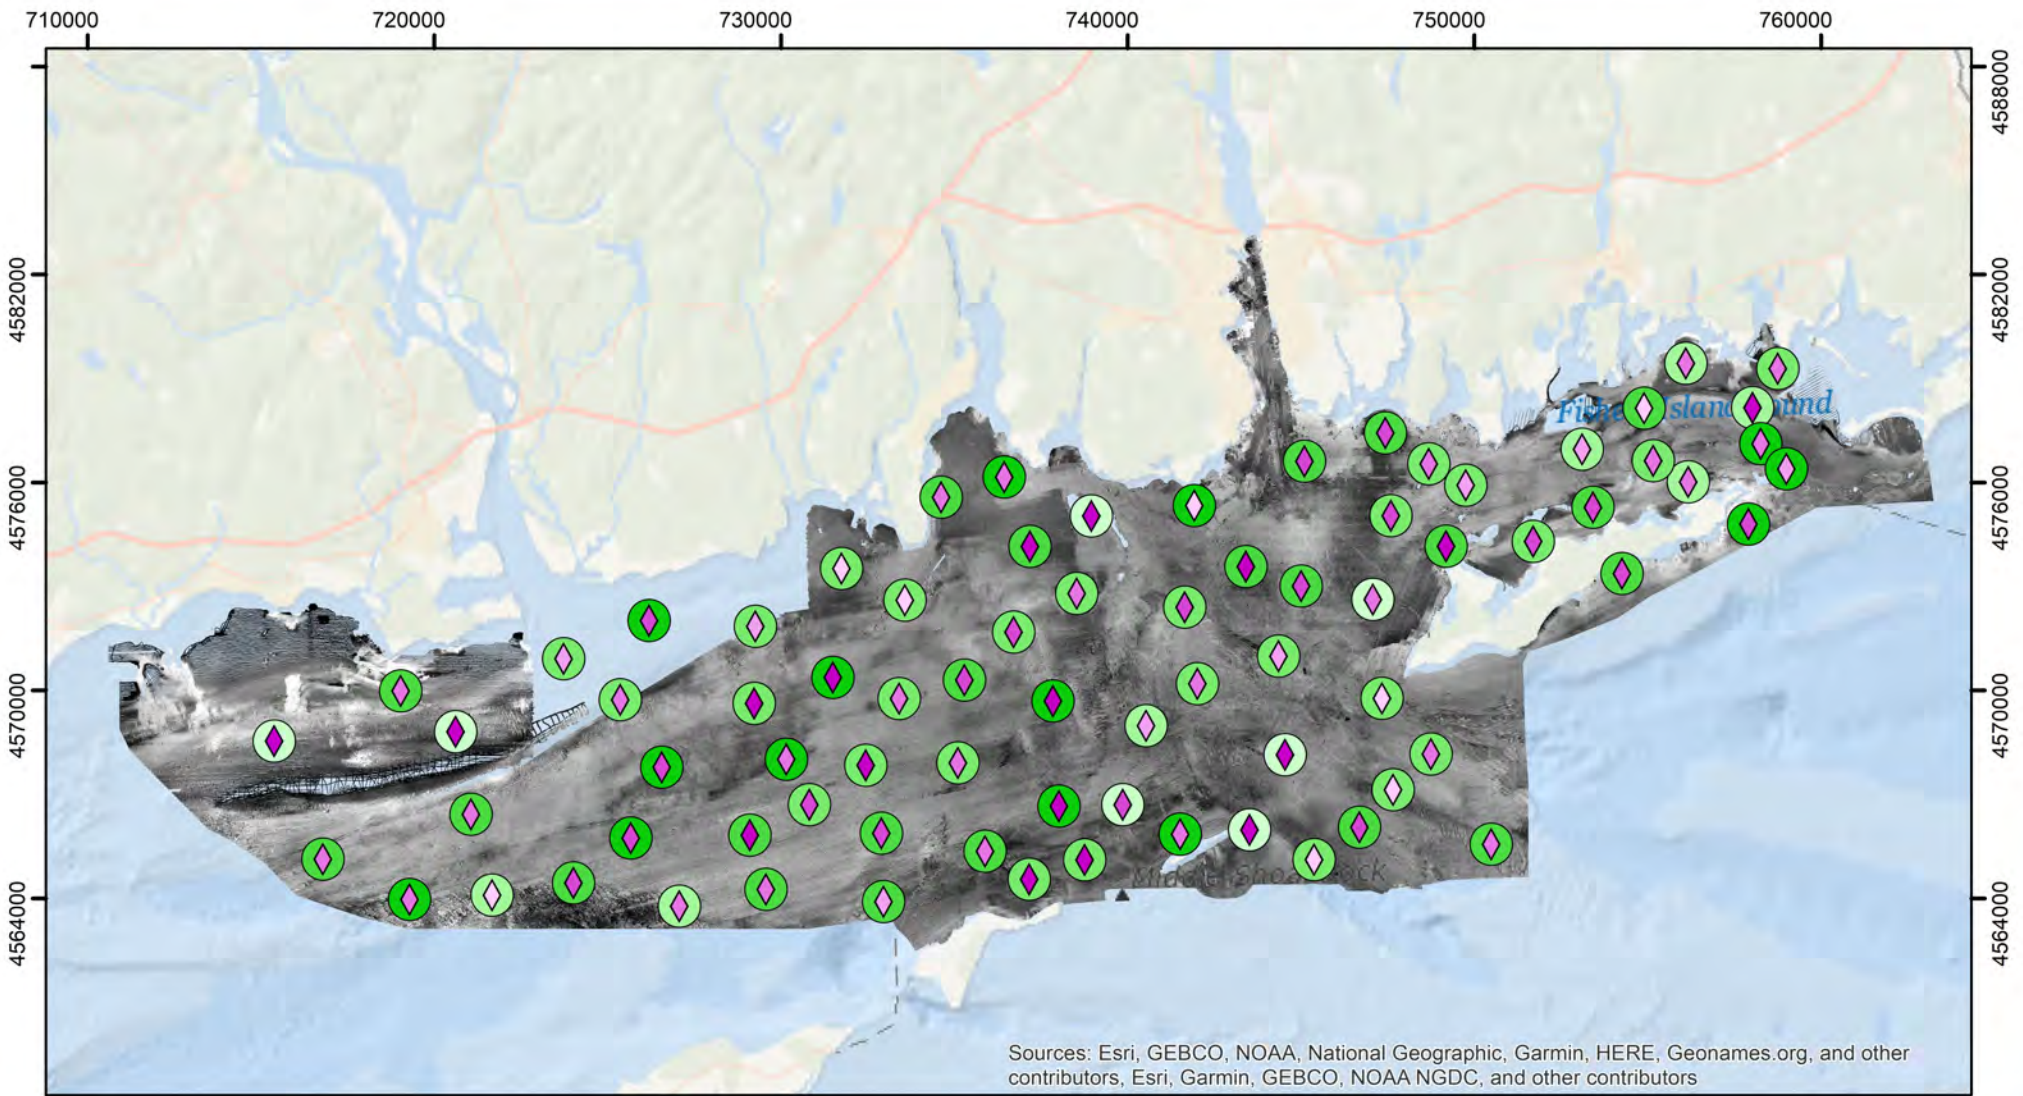 710000 720000 730000 740000 750000 760000
4588000
4582000 4582000
Island
4576000 4576000
4570000 4570000
4564000 4564000
Sources: Esri, GEBCO, NOAA, National Geographic, Garmin, HERE, Geonames.org, and other
contributors, Esri, Garmin, GEBCO, NOAA NGDC, and other contributors